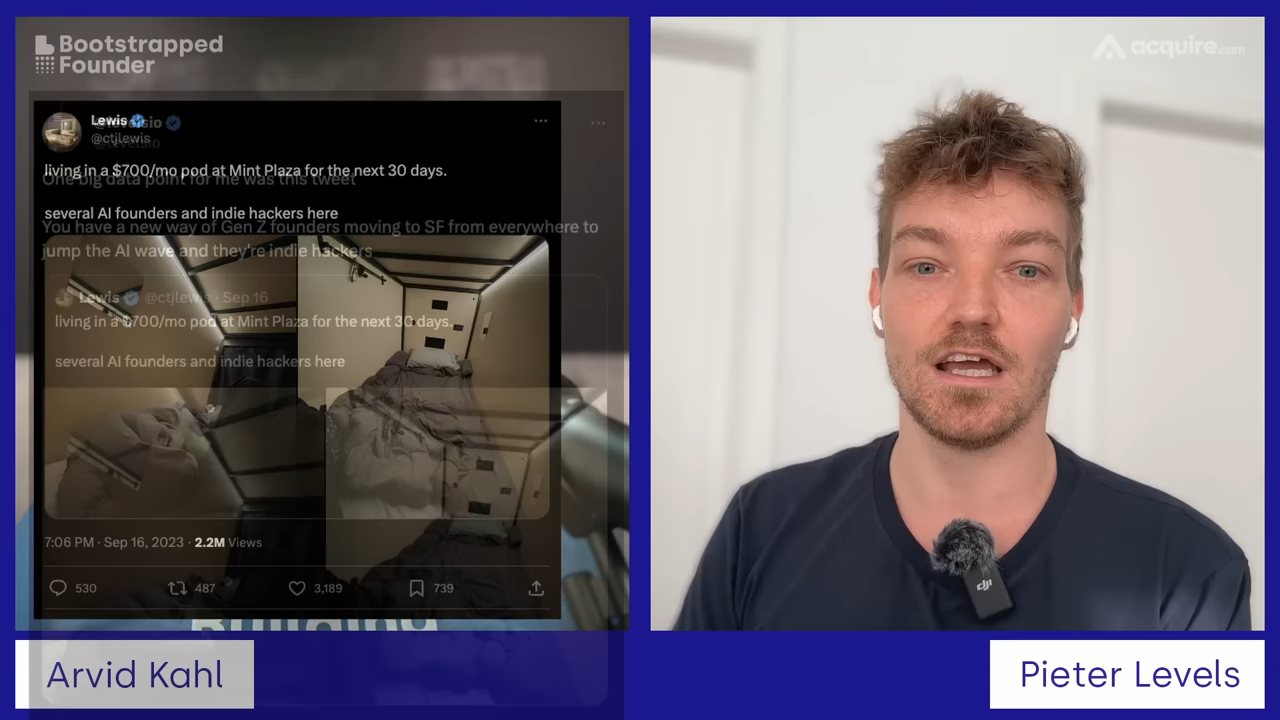 Bootstrapped
Founder
acquire.com
Lewis
@levelsio
@ctjlewis
living in a $700/mo pod at Mint Plaza for the next 30 days.
One big data point for me was this tweet
several AI founders and indie hackers here
You have a new way of Gen Z founders moving to SF from everywhere to
jump the AI wave and they're indie hackers
Lewis @ctjlewis · Sep 16
living in a $700/mo pod at Mint Plaza for the next 30 days.
several AI founders and indie hackers here
7:06 PM · Sep 16, 2023 · 2.2M Views
530 487 3,189 739
Building
dji
Arvid Kahl
Pieter Levels